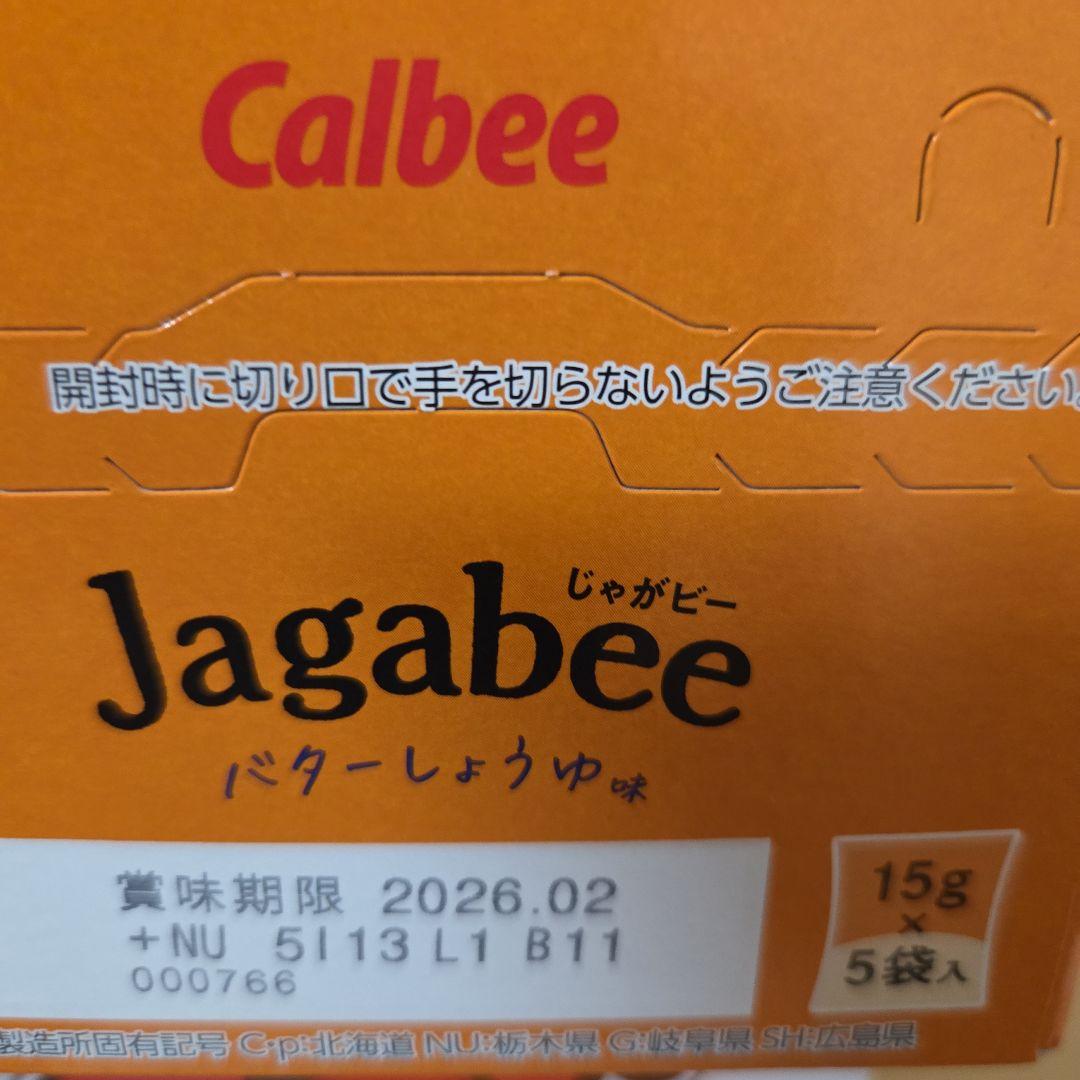 Calbee
開封時に切り口で手を切らないようご注意ください。
じゃがビー
Jagabee
バターしょうゆ味
賞味期限 2026.02
+NU 5I13 L1 B11
000766
15g
×
5袋入
製造所固有記号 C・p:北海道 NU:栃木県 G:岐阜県 SH:広島県